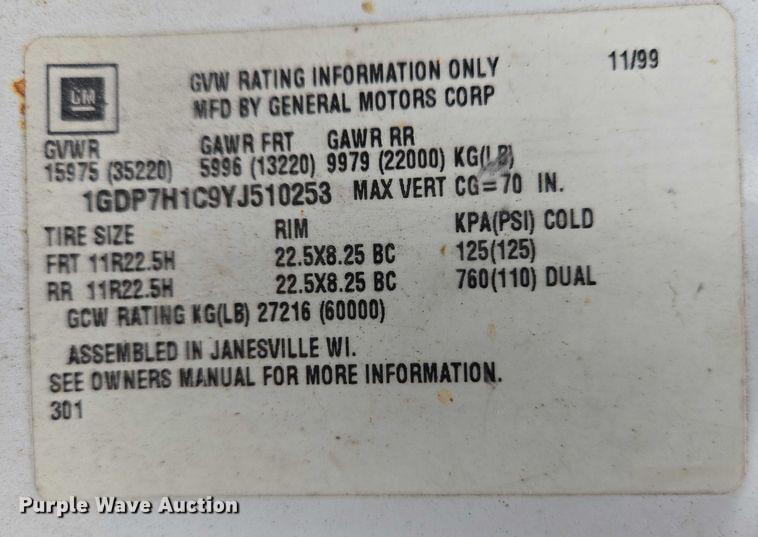 GVW RATING INFORMATION ONLY 11/99
GM
MFD BY GENERAL MOTORS CORP
GVWR GAWR FRT GAWR RR
15975 (35220) 5996 (13220) 9979 (22000) KG(LB)
1GDP7H1C9YJ510253 MAX VERT CG=70 IN.
TIRE SIZE RIM KPA(PSI) COLD
FRT 11R22.5H 22.5X8.25 BC 125(125)
RR 11R22.5H 22.5X8.25 BC 760(110) DUAL
GCW RATING KG(LB) 27216 (60000)
ASSEMBLED IN JANESVILLE WI.
SEE OWNERS MANUAL FOR MORE INFORMATION.
301
Purple Wave Auction